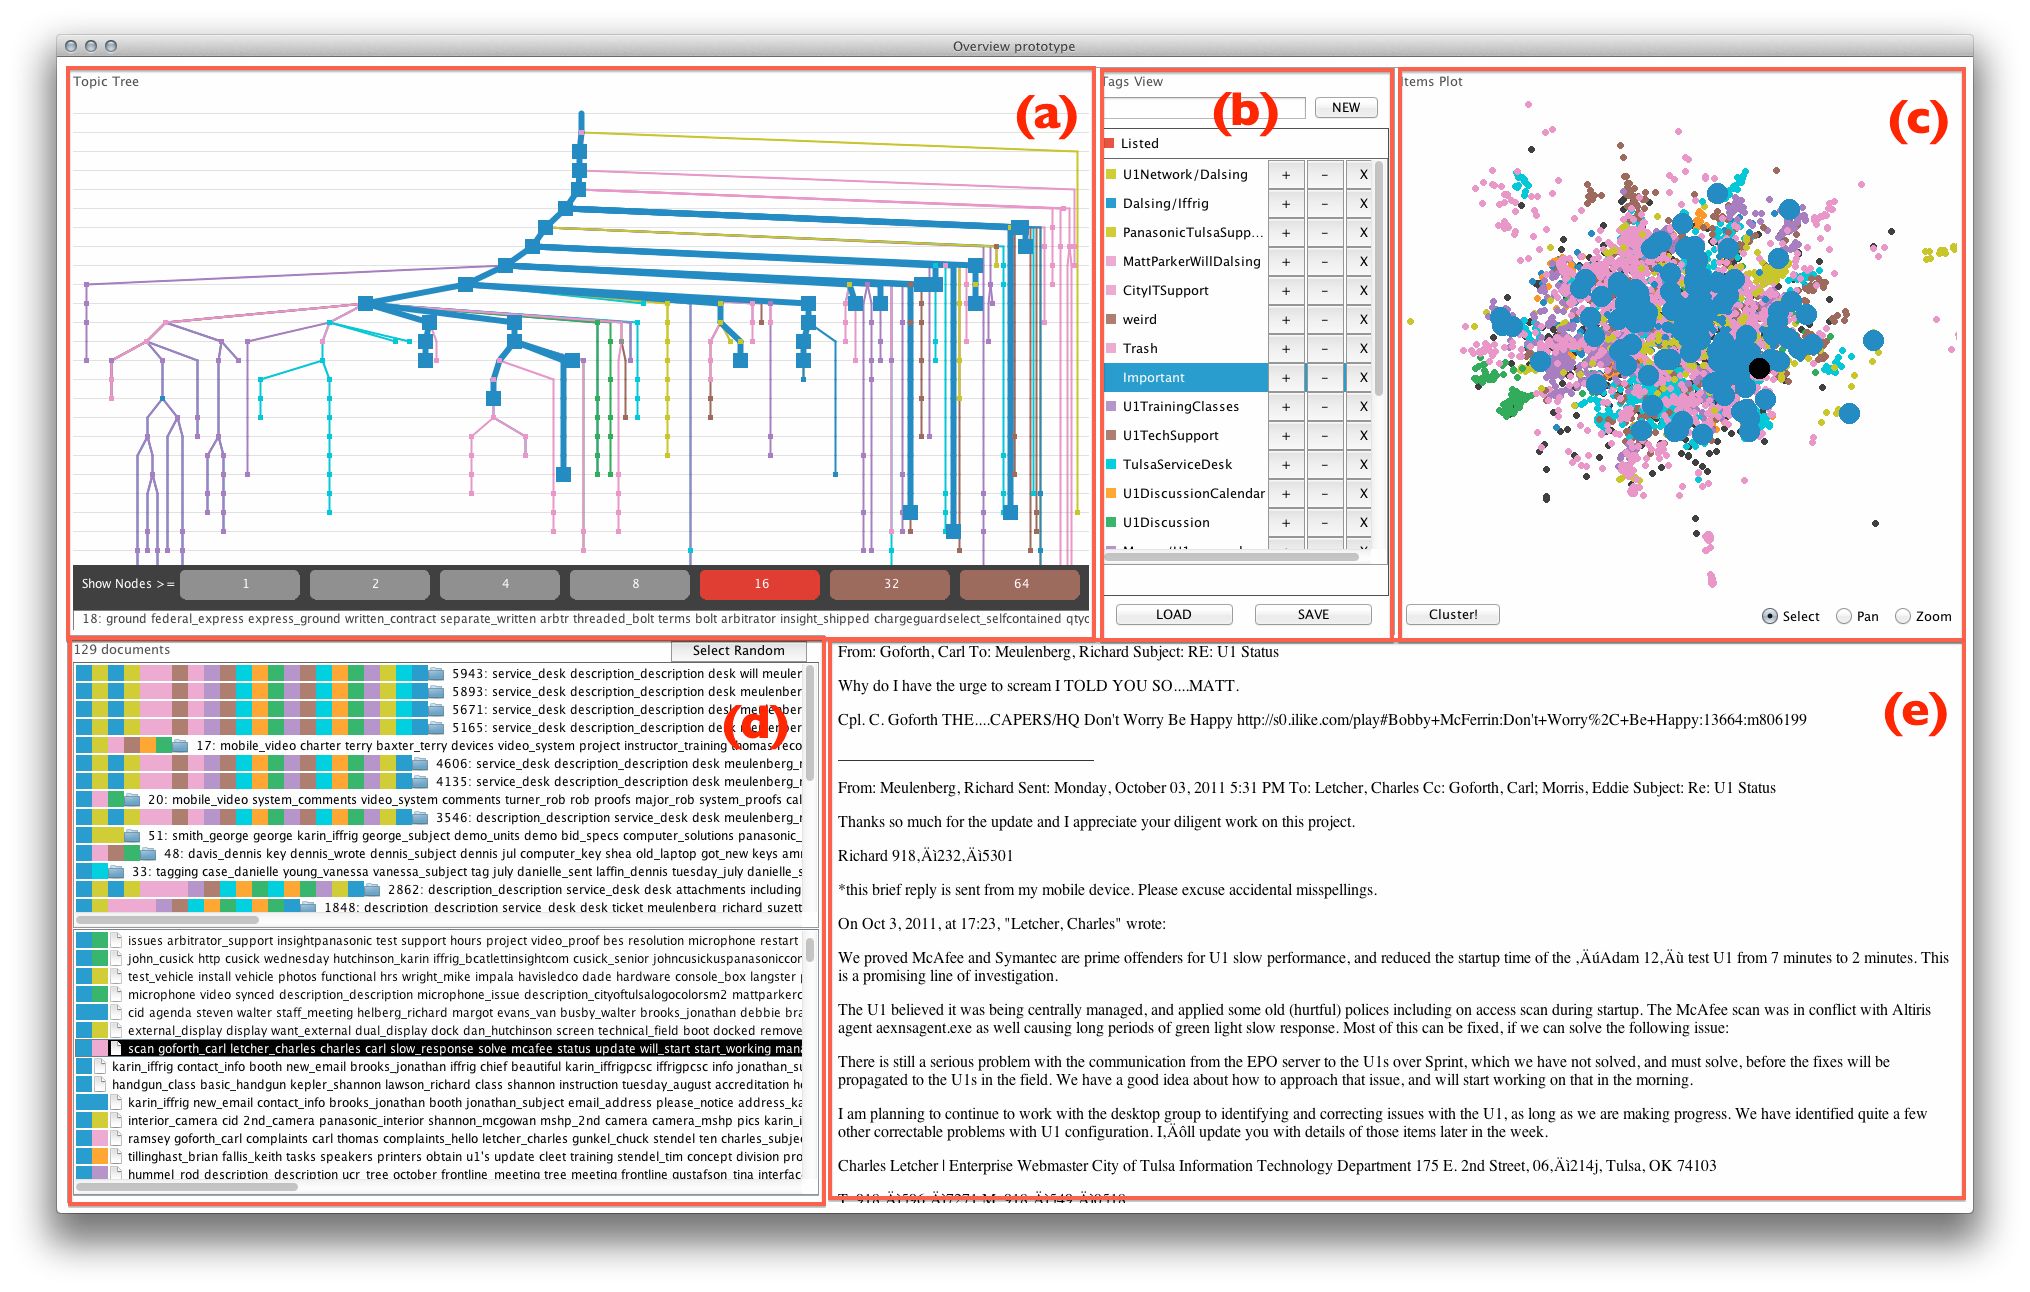 Overview prototype
Topic Tree
(a)
Show Nodes >= 1 2 4 8 16 32 64
18: ground federal_express express_ground written_contract separate_written arbtr threaded_bolt terms bolt arbitrator insight_shipped chargeguardselect_selfcontained qtyc
Tags View
(b)
NEW
Listed
U1Network/Dalsing + - X
Dalsing/Iffrig + - X
PanasonicTulsaSupp... + - X
MattParkerWillDalsing + - X
CityITSupport + - X
weird + - X
Trash + - X
Important + - X
U1TrainingClasses + - X
U1TechSupport + - X
TulsaServiceDesk + - X
U1DiscussionCalendar + - X
U1Discussion + - X
LOAD SAVE
Items Plot
(c)
Cluster! Select Pan Zoom
129 documents Select Random
(d)
5943: service_desk description_description desk will meuler
5893: service_desk description_description desk meulenber
5671: service_desk description_description desk
5165: service_desk description_description desk meulenber
17: mobile_video charter terry baxter_terry devices video_system project instructor_training thomas reco
4606: service_desk description_description desk meulenberg_r
4135: service_desk description_description desk meulenberg_r
20: mobile_video system_comments video_system comments turner_rob rob proofs major_rob system_proofs cal
3546: description_description service_desk desk meulenberg_r
51: smith_george george karin_iffrig george_subject demo_units demo bid_specs computer_solutions panasonic_
48: davis_dennis key dennis_wrote dennis_subject dennis jul computer_key shea old_laptop got_new keys amr
33: tagging case_danielle young_vanessa vanessa_subject tag july danielle_sent laffin_dennis tuesday_july danielle_s
2862: description_description service_desk desk attachments including
1848: description_description service_desk desk ticket meulenberg_richard suzett
issues arbitrator_support insightpanasonic test support hours project video_proof bes resolution microphone restart
john_cusick http cusick wednesday hutchinson_karin iffrig_bcatlettinsightcom cusick_senior johncusickuspanasoniccor
test_vehicle install vehicle photos functional hrs wright_mike impala havisledco dade hardware console_box langster p
microphone video synced description_description microphone_issue description_cityoftulsalogocolorsm2 mattparkerc
cid agenda steven walter staff_meeting helberg_richard margot evans_van busby_walter brooks_jonathan debbie bra
external_display display want_external dual_display dock dan_hutchinson screen technical_field boot docked remove
scan goforth_carl letcher_charles charles carl slow_response solve mcafee status update will_start start_working mana
karin_iffrig contact_info booth new_email brooks_jonathan iffrig chief beautiful karin_iffrigpcsc iffrigpcsc info jonathan_su
handgun_class basic_handgun kepler_shannon lawson_richard class shannon instruction tuesday_august accreditation he
karin_iffrig new_email contact_info brooks_jonathan booth jonathan_subject email_address please_notice address_ka
interior_camera cid 2nd_camera panasonic_interior shannon_mcgowan mshp_2nd camera camera_mshp pics karin_i
ramsey goforth_carl complaints carl thomas complaints_hello letcher_charles gunkel_chuck stendel ten charles_subje
tillinghast_brian fallis_keith tasks speakers printers obtain u1's update cleet training stendel_tim concept division pro
hummel_rod description_description ucr_tree october frontline_meeting tree meeting frontline gustafson_tina interfac
(e)
From: Goforth, Carl To: Meulenberg, Richard Subject: RE: U1 Status
Why do I have the urge to scream I TOLD YOU SO....MATT.
Cpl. C. Goforth THE....CAPERS/HQ Don't Worry Be Happy http://s0.ilike.com/play#Bobby+McFerrin:Don't+Worry%2C+Be+Happy:13664:m806199
From: Meulenberg, Richard Sent: Monday, October 03, 2011 5:31 PM To: Letcher, Charles Cc: Goforth, Carl; Morris, Eddie Subject: Re: U1 Status
Thanks so much for the update and I appreciate your diligent work on this project.
Richard 918‚Äì232‚Äì5301
*this brief reply is sent from my mobile device. Please excuse accidental misspellings.
On Oct 3, 2011, at 17:23, "Letcher, Charles" wrote:
We proved McAfee and Symantec are prime offenders for U1 slow performance, and reduced the startup time of the ‚ÄúAdam 12‚Äù test U1 from 7 minutes to 2 minutes. This
is a promising line of investigation.
The U1 believed it was being centrally managed, and applied some old (hurtful) polices including on access scan during startup. The McAfee scan was in conflict with Altiris
agent aexnsagent.exe as well causing long periods of green light slow response. Most of this can be fixed, if we can solve the following issue:
There is still a serious problem with the communication from the EPO server to the U1s over Sprint, which we have not solved, and must solve, before the fixes will be
propagated to the U1s in the field. We have a good idea about how to approach that issue, and will start working on that in the morning.
I am planning to continue to work with the desktop group to identifying and correcting issues with the U1, as long as we are making progress. We have identified quite a few
other correctable problems with U1 configuration. I‚Äôll update you with details of those items later in the week.
Charles Letcher | Enterprise Webmaster City of Tulsa Information Technology Department 175 E. 2nd Street, 06‚Äì214j, Tulsa, OK 74103